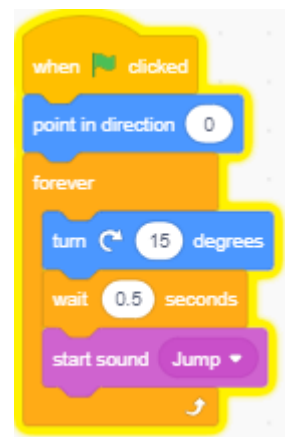 when clicked
point in direction 0
forever
turn 15 degrees
wait 0.5 seconds
start sound Jump